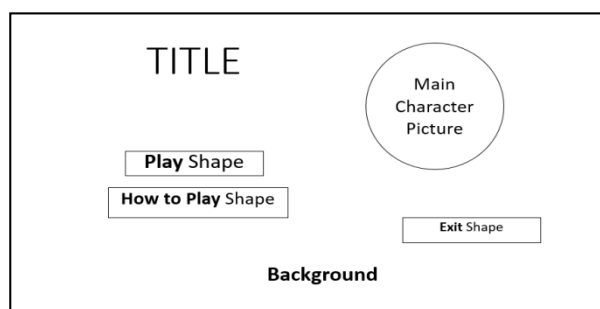 TITLE
Main
Character
Picture
Play Shape
How to Play Shape
Exit Shape
Background